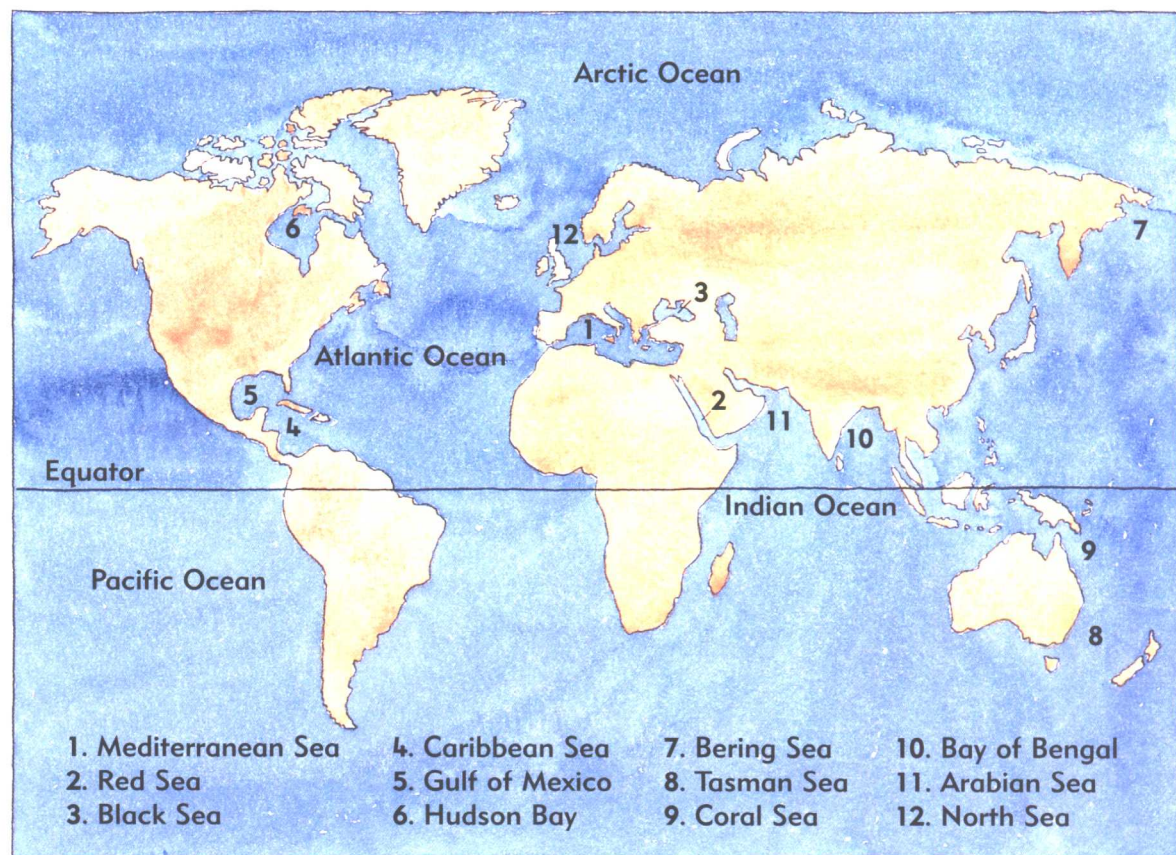 Arctic Ocean
6
12
7
3
1
Atlantic Ocean
5
2
4
11
10
Equator
Indian Ocean
9
Pacific Ocean
8
1. Mediterranean Sea
2. Red Sea
3. Black Sea
4. Caribbean Sea
5. Gulf of Mexico
6. Hudson Bay
7. Bering Sea
8. Tasman Sea
9. Coral Sea
10. Bay of Bengal
11. Arabian Sea
12. North Sea